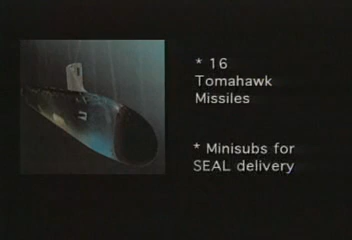 * 16
Tomahawk
Missiles
* Minisubs for
SEAL delivery